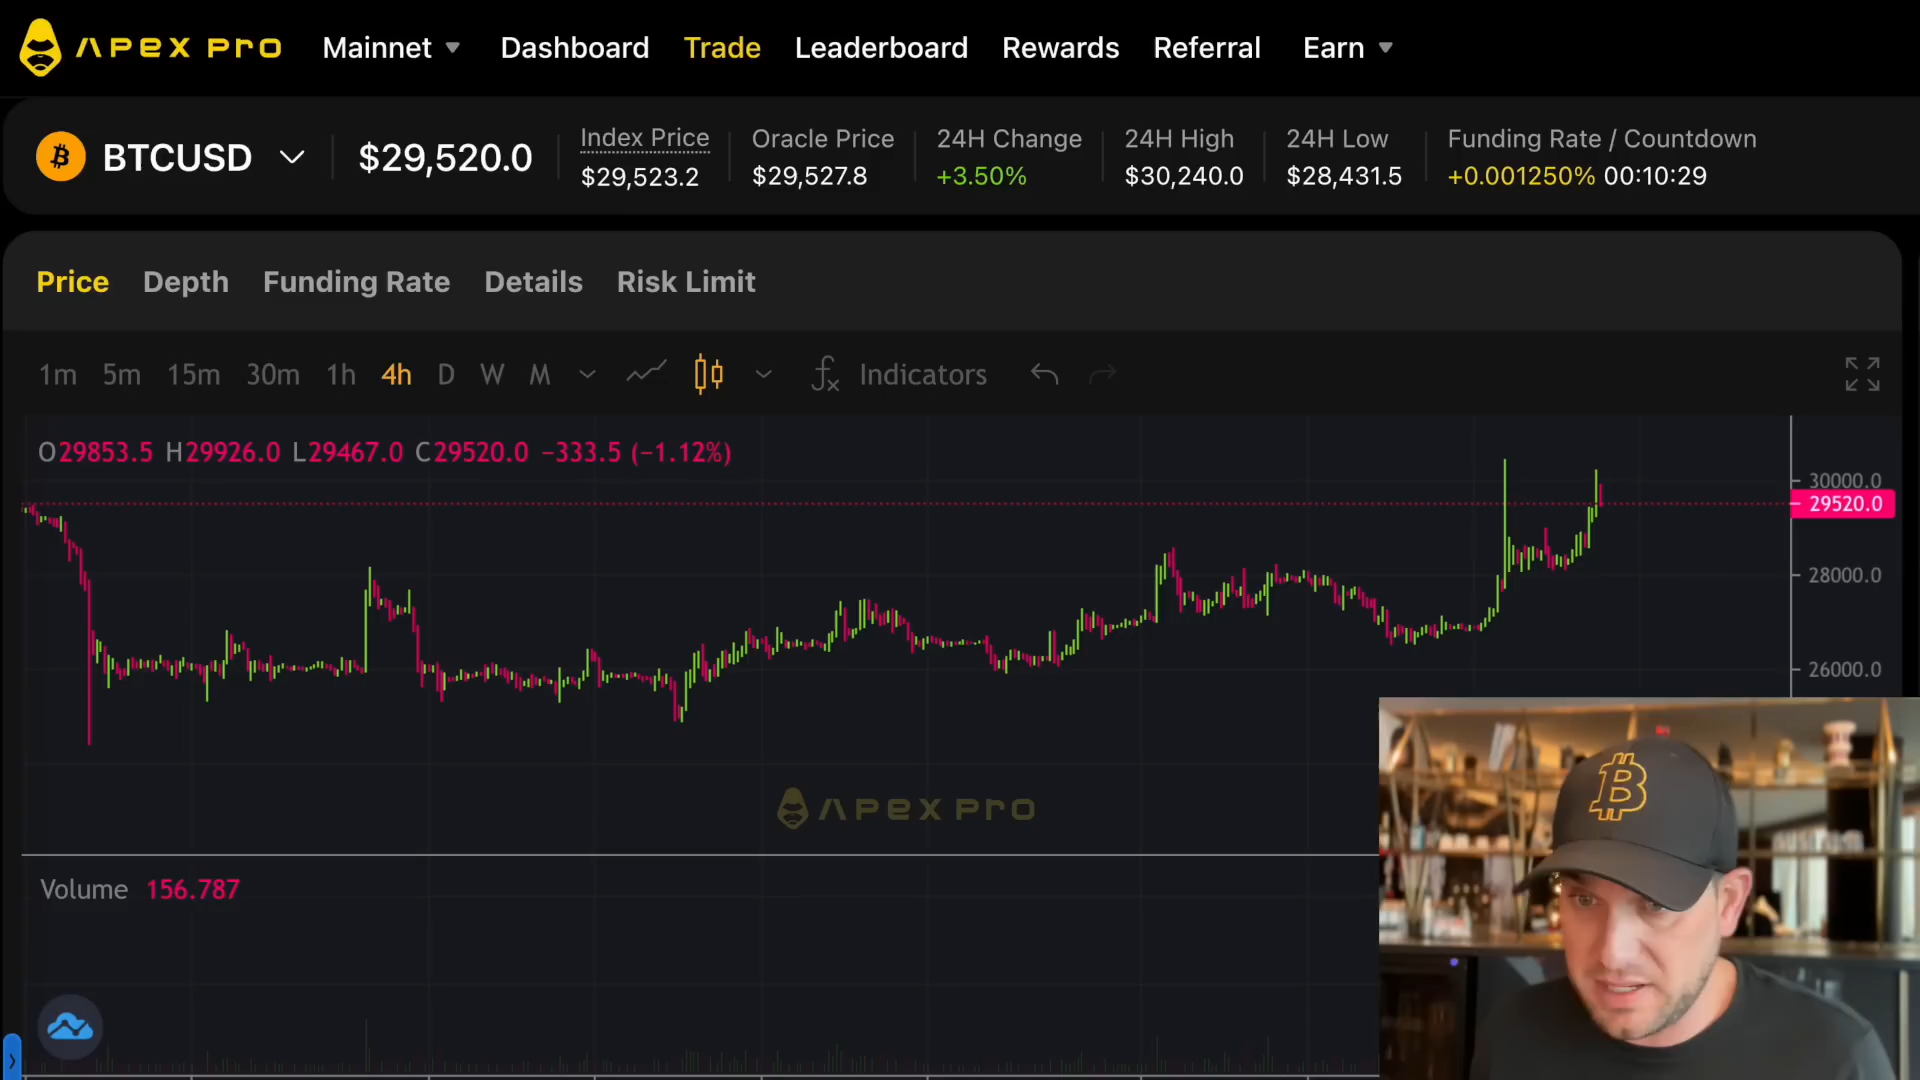 APEX PRO Mainnet Dashboard Trade Leaderboard Rewards Referral Earn
BTCUSD $29,520.0
Index Price
$29,523.2
Oracle Price
$29,527.8
24H Change
+3.50%
24H High
$30,240.0
24H Low
$28,431.5
Funding Rate / Countdown
+0.001250% 00:10:29
Price Depth Funding Rate Details Risk Limit
1m 5m 15m 30m 1h 4h D W M fx Indicators
O29853.5 H29926.0 L29467.0 C29520.0 −333.5 (−1.12%)
30000.0
29520.0
28000.0
26000.0
APEX PRO
Volume 156.787